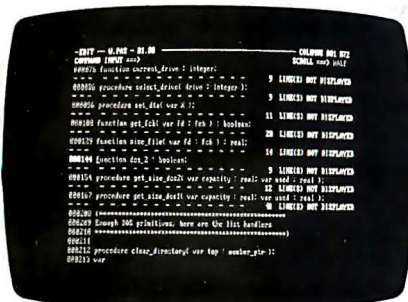 -EDIT — U.PAS - 01.00 — COLUMNS 001 072
COMMAND INPUT ===> SCROLL ===> HALF
000076 function current_drive : integer;
- - - 9 LINE(S) NOT DISPLAYED
000086 procedure select_drive( drive : integer );
- - - 9 LINE(S) NOT DISPLAYED
000096 procedure set_dta( var X );
- - - 11 LINE(S) NOT DISPLAYED
000108 function get_fcb( var fd : fcb ) : boolean;
- - - 20 LINE(S) NOT DISPLAYED
000129 function size_file( var fd : fcb ) : real;
- - - 14 LINE(S) NOT DISPLAYED
000144 function dos_2 : boolean;
- - - 9 LINE(S) NOT DISPLAYED
000154 procedure get_size_dos2( var capacity : real; var used : real );
- - - 12 LINE(S) NOT DISPLAYED
000167 procedure get_size_dos1( var capacity : real; var used : real );
- - - LINE(S) NOT DISPLAYED
000208 (*==========================
000209 Enough DOS primitives, here are the list handlers
000210 ==========================*)
000211
000212 procedure clear_directory( var top : member_ptr );
000213 var